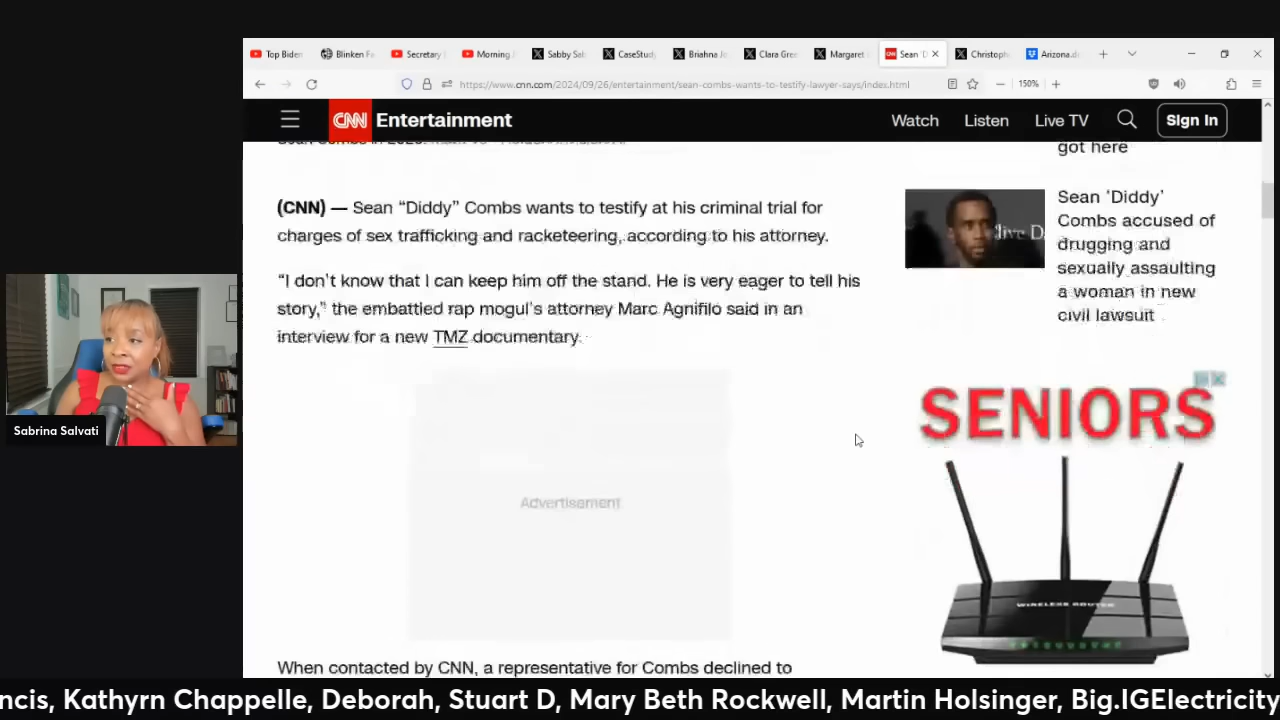 Top Biden
Blinken Fa
Secretary
Morning
Sabby Sab
CaseStudy
Briahna Jo
Clara Gree
Margaret
Sean 'D
Christoph
Arizona.d
https://www.cnn.com/2024/09/26/entertainment/sean-combs-wants-to-testify-lawyer-says/index.html
150%
CNN Entertainment
Watch
Listen
Live TV
Sign In
got here
(CNN) — Sean “Diddy” Combs wants to testify at his criminal trial for
charges of sex trafficking and racketeering, according to his attorney.
“I don’t know that I can keep him off the stand. He is very eager to tell his
story,” the embattled rap mogul’s attorney Marc Agnifilo said in an
interview for a new TMZ documentary.
Advertisement
When contacted by CNN, a representative for Combs declined to
Sean ‘Diddy’
Combs accused of
drugging and
sexually assaulting
a woman in new
civil lawsuit
SENIORS
WIRELESS ROUTER
Sabrina Salvati
ncis, Kathyrn Chappelle, Deborah, Stuart D, Mary Beth Rockwell, Martin Holsinger, Big.IGElectricity